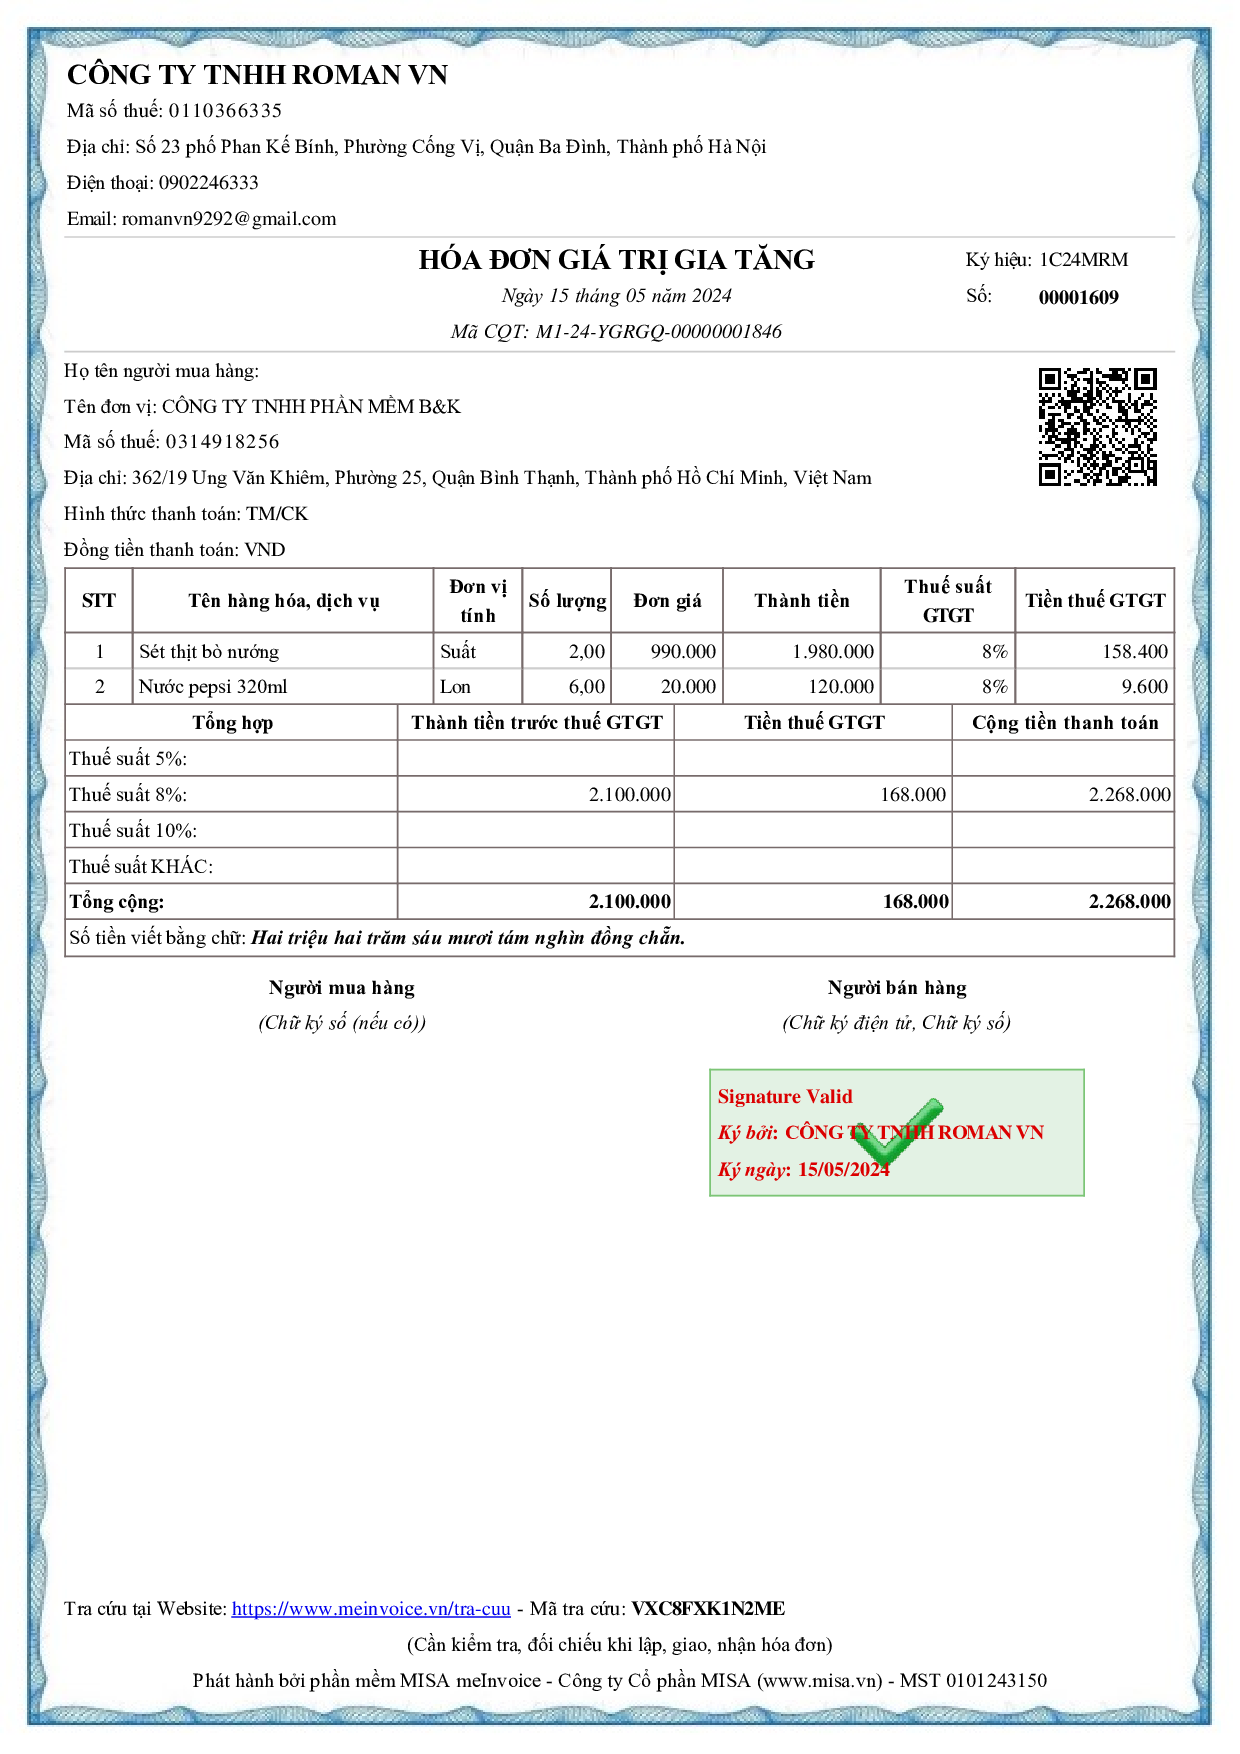 CÔNG TY TNHH ROMAN VN
Mã số thuế: 0110366335
Địa chỉ: Số 23 phố Phan Kế Bính, Phường Cống Vị, Quận Ba Đình, Thành phố Hà Nội
Điện thoại: 0902246333
Email: romanvn9292@gmail.com
HÓA ĐƠN GIÁ TRỊ GIA TĂNG
Ký hiệu: 1C24MRM
Ngày 15 tháng 05 năm 2024
Số: 00001609
Mã CQT: M1-24-YGRGQ-00000001846
Họ tên người mua hàng:
Tên đơn vị: CÔNG TY TNHH PHẦN MỀM B&K
Mã số thuế: 0314918256
Địa chỉ: 362/19 Ung Văn Khiêm, Phường 25, Quận Bình Thạnh, Thành phố Hồ Chí Minh, Việt Nam
Hình thức thanh toán: TM/CK
Đồng tiền thanh toán: VND
STT Tên hàng hóa, dịch vụ Đơn vị tính Số lượng Đơn giá Thành tiền Thuế suất GTGT Tiền thuế GTGT
1 Sét thịt bò nướng Suất 2,00 990.000 1.980.000 8% 158.400
2 Nước pepsi 320ml Lon 6,00 20.000 120.000 8% 9.600
Tổng hợp Thành tiền trước thuế GTGT Tiền thuế GTGT Cộng tiền thanh toán
Thuế suất 5%:
Thuế suất 8%: 2.100.000 168.000 2.268.000
Thuế suất 10%:
Thuế suất KHÁC:
Tổng cộng: 2.100.000 168.000 2.268.000
Số tiền viết bằng chữ: Hai triệu hai trăm sáu mươi tám nghìn đồng chẵn.
Người mua hàng Người bán hàng
(Chữ ký số (nếu có)) (Chữ ký điện tử, Chữ ký số)
Signature Valid
Ký bởi: CÔNG TY TNHH ROMAN VN
Ký ngày: 15/05/2024
Tra cứu tại Website: https://www.meinvoice.vn/tra-cuu - Mã tra cứu: VXC8FXK1N2ME
(Cần kiểm tra, đối chiếu khi lập, giao, nhận hóa đơn)
Phát hành bởi phần mềm MISA meInvoice - Công ty Cổ phần MISA (www.misa.vn) - MST 0101243150